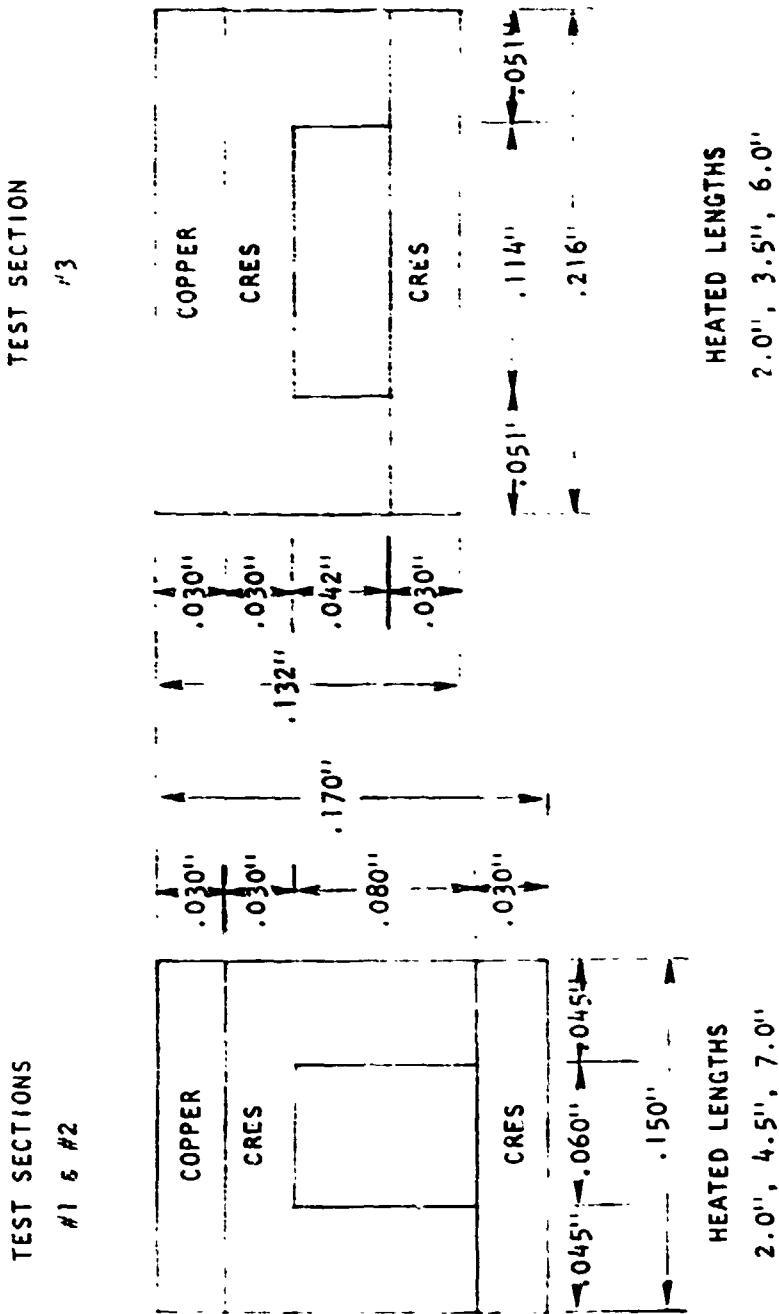 TEST SECTIONS
#1 & #2
COPPER
CRES
CRES
.030"
.030"
.080"
.030"
.170"
.045"
.060"
.045"
.150"
HEATED LENGTHS
2.0", 4.5", 7.0"
TEST SECTION
#3
COPPER
CRES
CRES
.030"
.030"
.042"
.030"
.132"
.051"
.114"
.051"
.216"
HEATED LENGTHS
2.0", 3.5", 6.0"